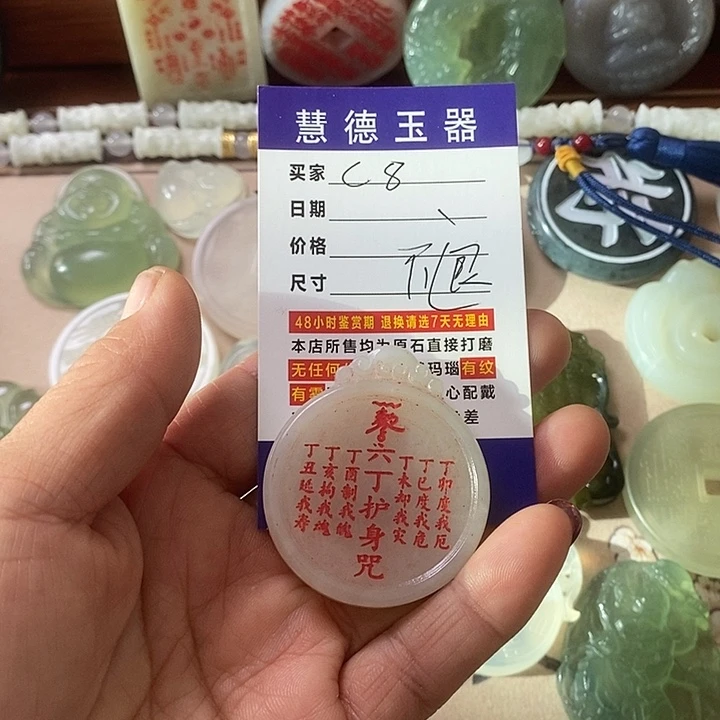 慧德玉器
买家 C8
日期
价格
尺寸
48小时鉴赏期 退换请选7天无理由
本店所售均为原石直接打磨
无任何 玛瑙有纹
有 心配戴
差
六丁护身咒
丁卯度我厄
丁巳度我危
丁未却我灾
丁酉制我魄
丁亥拘我魂
丁丑延我寿